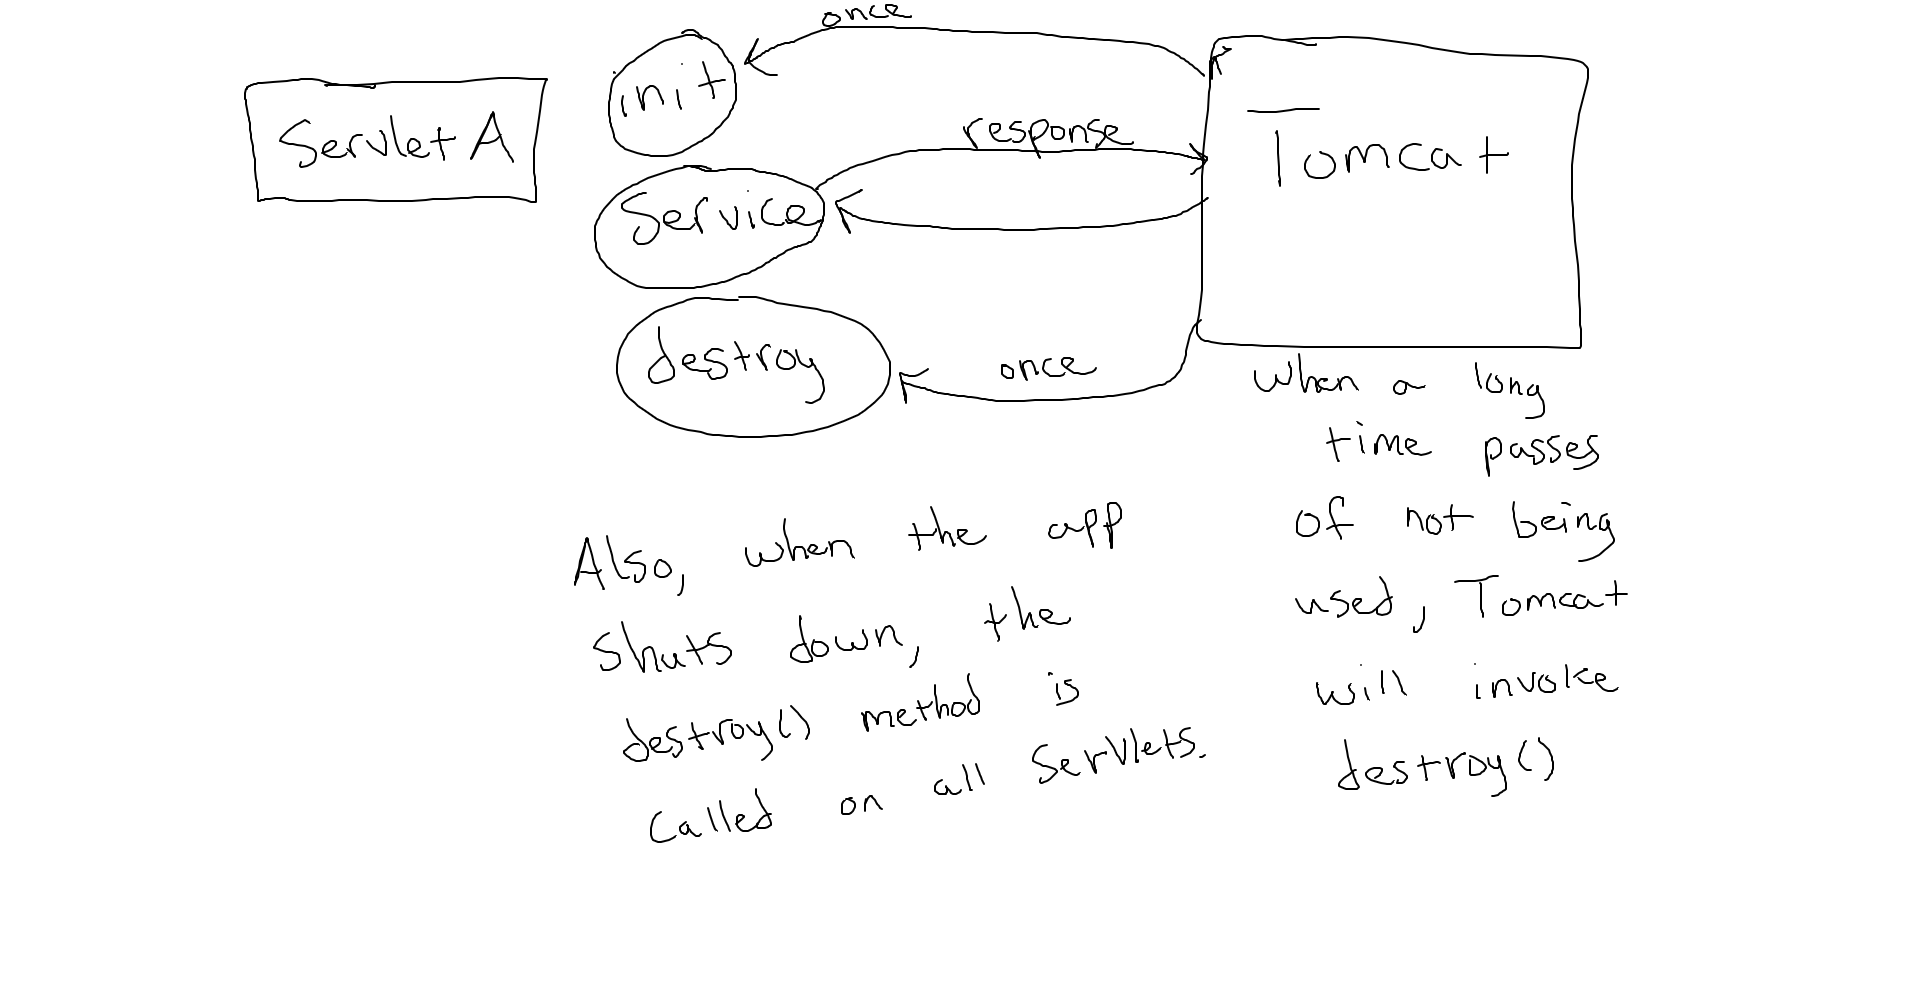 once
init
Servlet A
response
Tomcat
Service
destroy
once
When a long
time passes
of not being
used, Tomcat
will invoke
destroy()
Also, when the app
shuts down, the
destroy() method is
called on all Servlets.